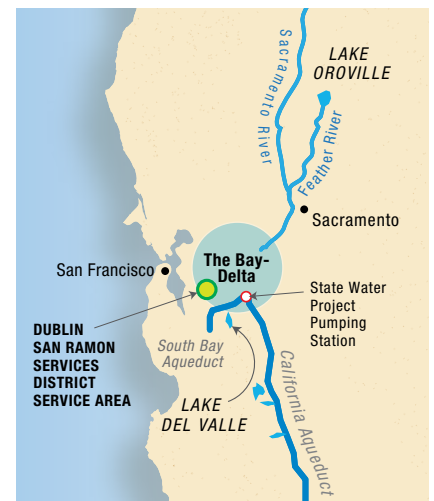 LAKE
OROVILLE
Sacramento River
Feather River
Sacramento
The Bay-
Delta
San Francisco
State Water
Project
Pumping
Station
DUBLIN
SAN RAMON
SERVICES
DISTRICT
SERVICE AREA
South Bay
Aqueduct
LAKE
DEL VALLE
California Aqueduct